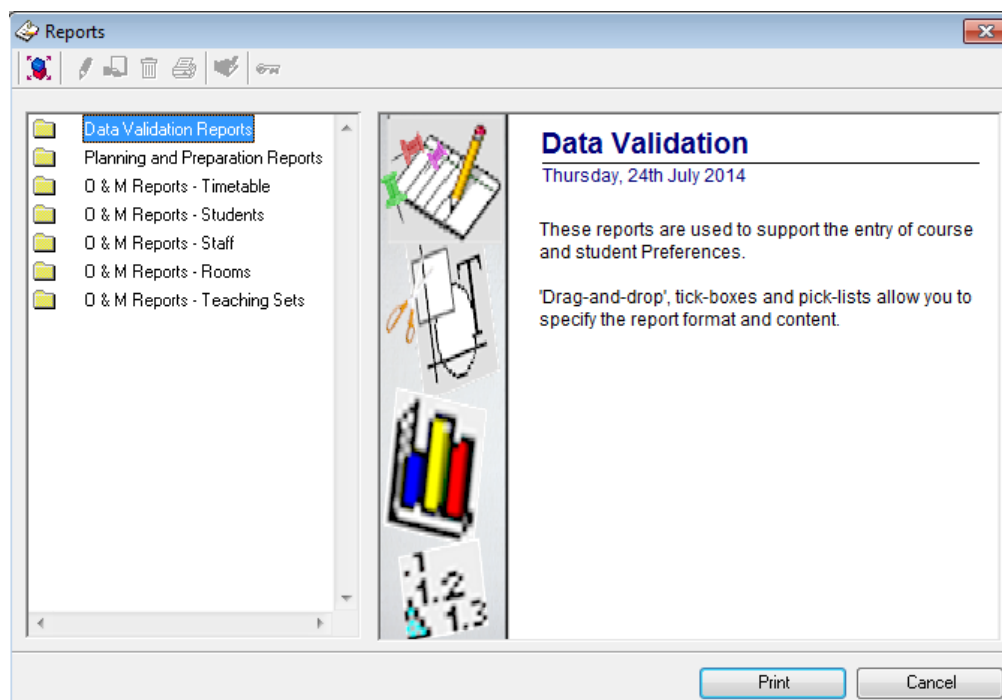 Reports
Data Validation Reports
Planning and Preparation Reports
O & M Reports - Timetable
O & M Reports - Students
O & M Reports - Staff
O & M Reports - Rooms
O & M Reports - Teaching Sets
Data Validation
Thursday, 24th July 2014
These reports are used to support the entry of course
and student Preferences.
'Drag-and-drop', tick-boxes and pick-lists allow you to
specify the report format and content.
.1
1.2
1.3
Print
Cancel